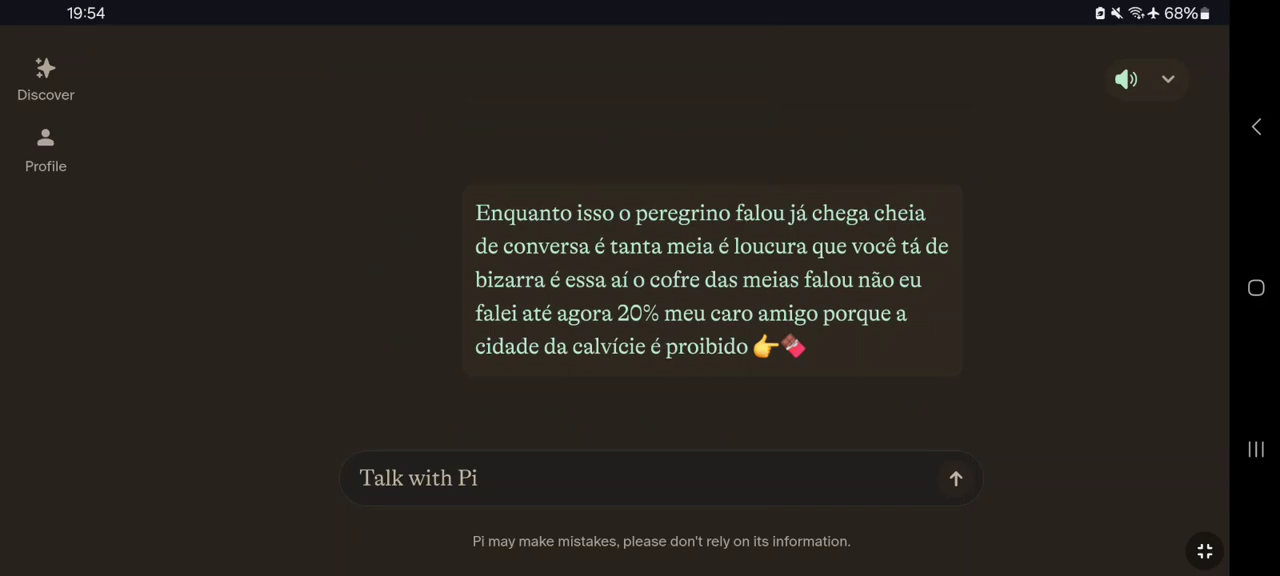 19:54
68%
Discover
Profile
Enquanto isso o peregrino falou já chega cheia
de conversa é tanta meia é loucura que você tá de
bizarra é essa aí o cofre das meias falou não eu
falei até agora 20% meu caro amigo porque a
cidade da calvície é proibido 👉🍫
Talk with Pi
Pi may make mistakes, please don't rely on its information.